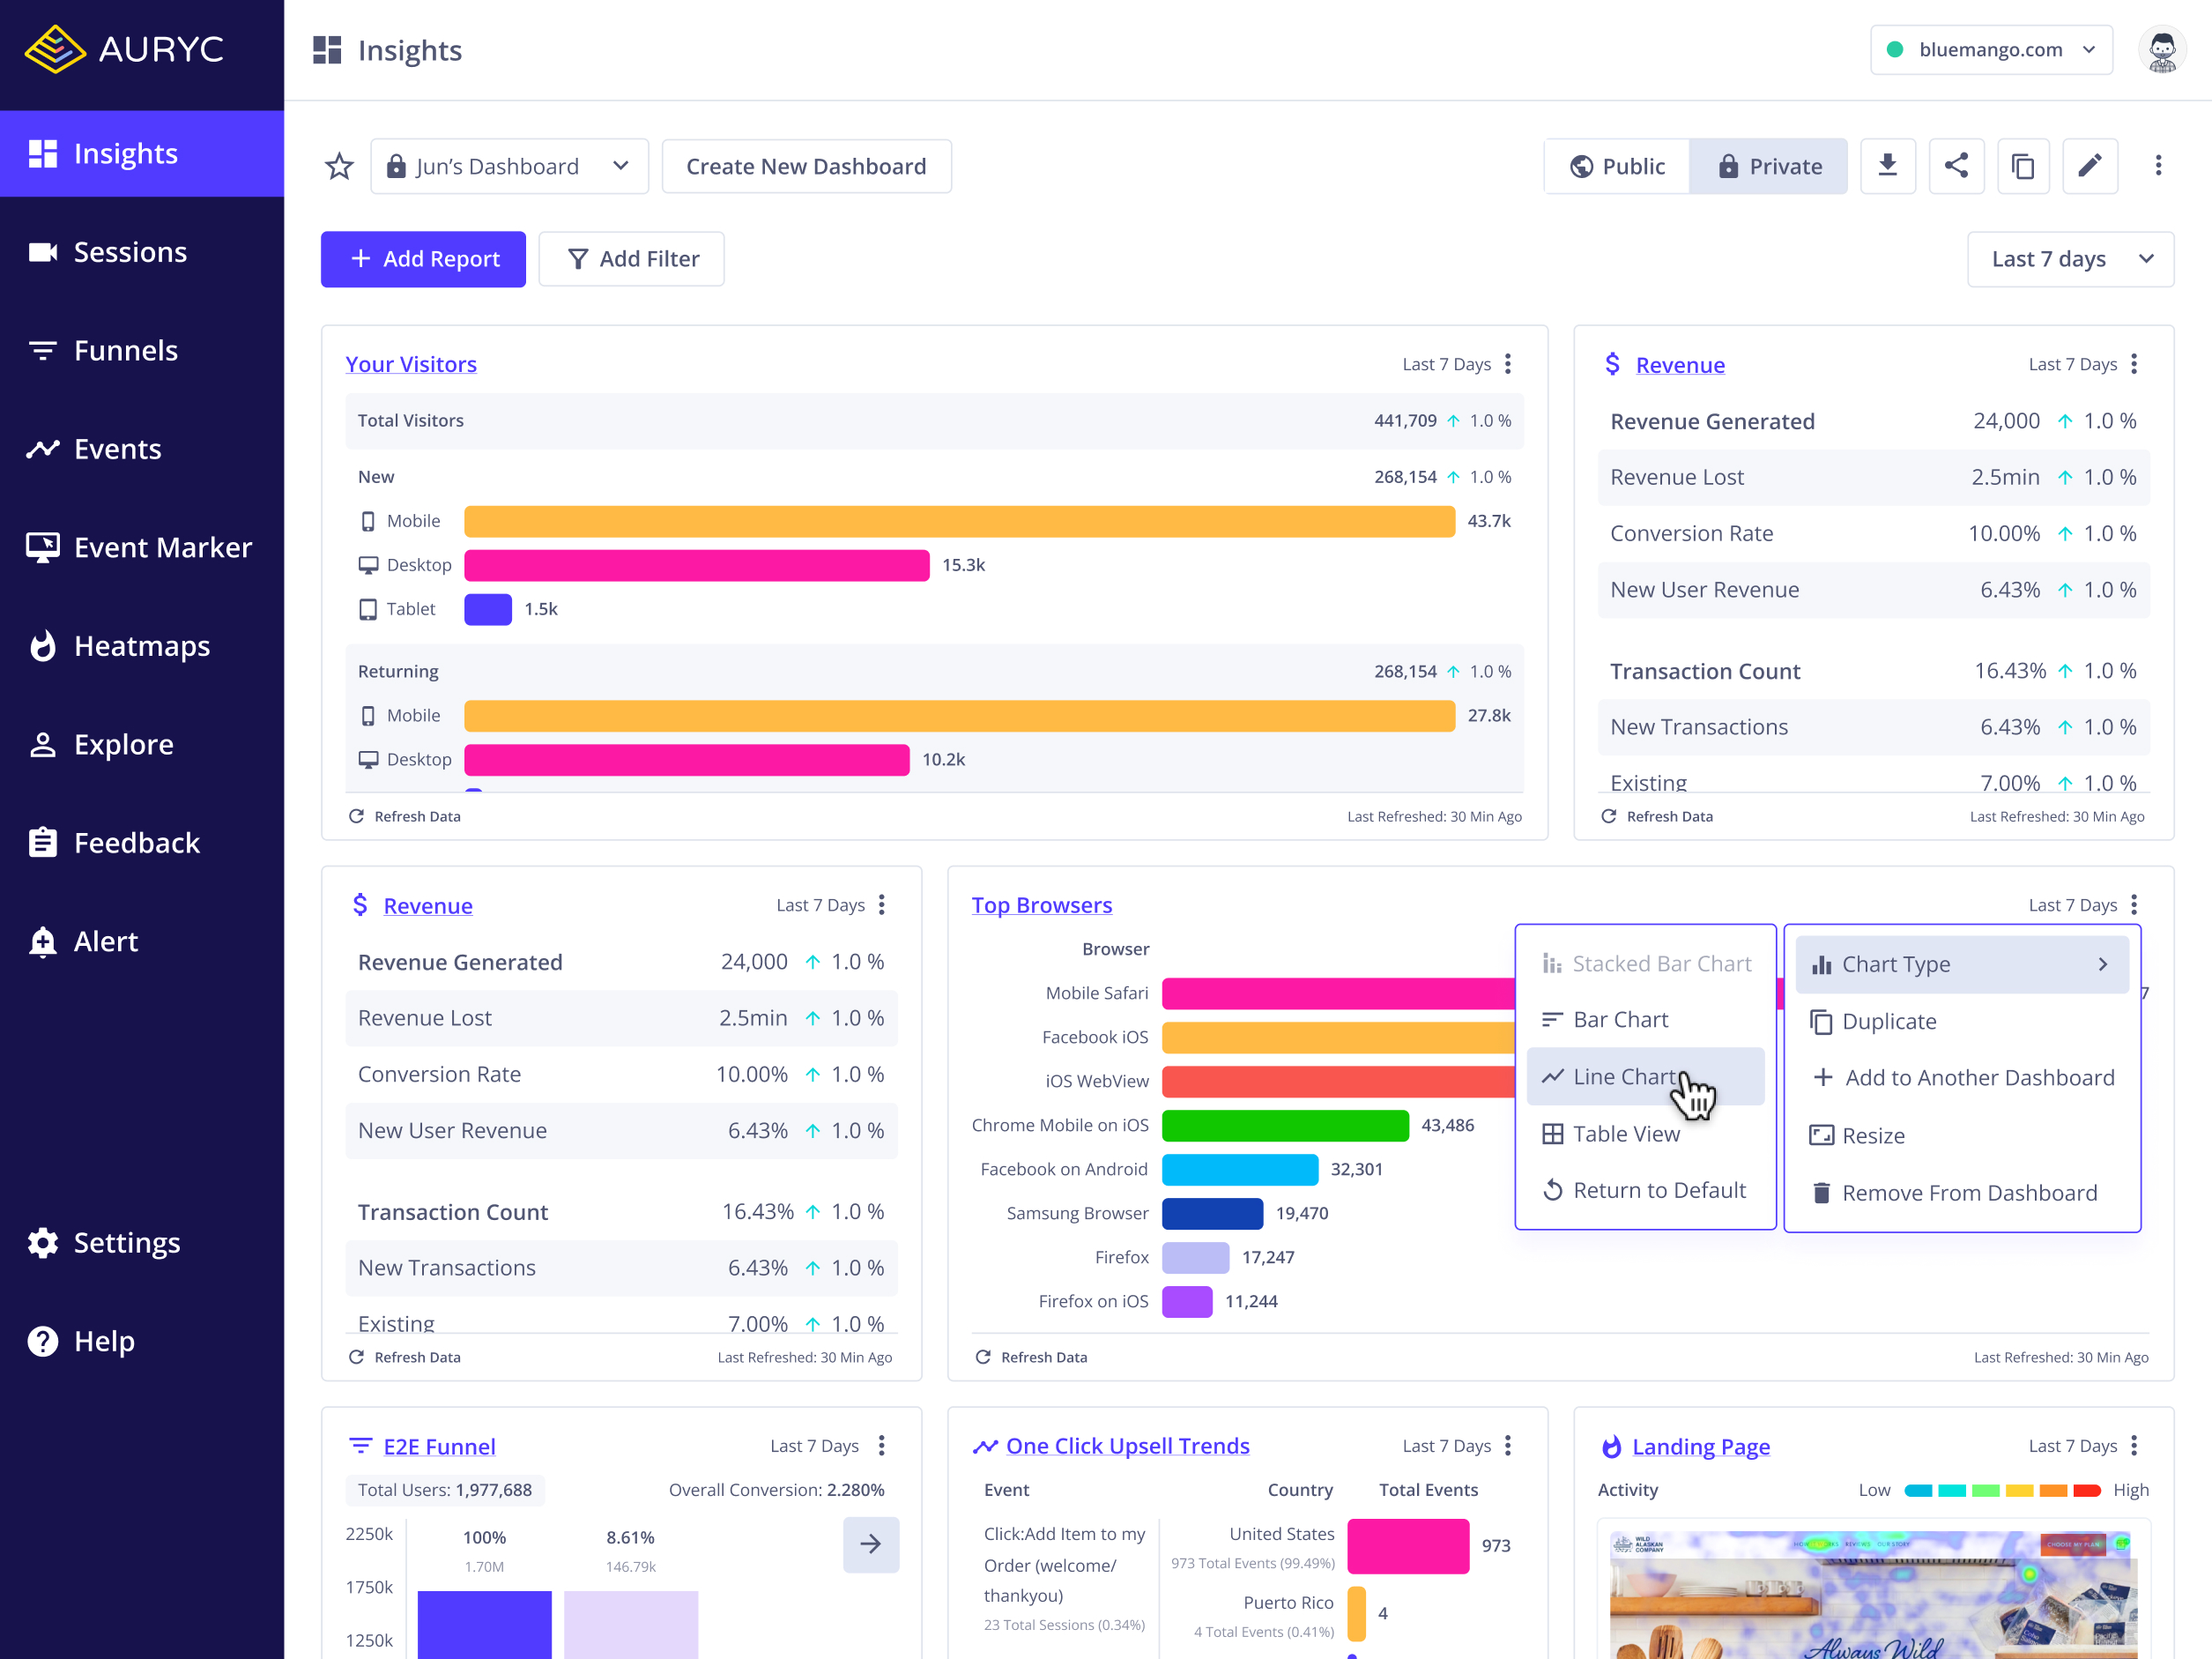 AURYC
Insights
bluemango.com
Insights
Sessions
Funnels
Events
Event Marker
Heatmaps
Explore
Feedback
Alert
Settings
Help
Jun's Dashboard
Create New Dashboard
Public
Private
Add Report
Add Filter
Last 7 days
Your Visitors
Last 7 Days
Total Visitors 441,709 1.0 %
New 268,154 1.0 %
Mobile 43.7k
Desktop 15.3k
Tablet 1.5k
Returning 268,154 1.0 %
Mobile 27.8k
Desktop 10.2k
Refresh Data
Last Refreshed: 30 Min Ago
Revenue
Last 7 Days
Revenue Generated 24,000 1.0 %
Revenue Lost 2.5min 1.0 %
Conversion Rate 10.00% 1.0 %
New User Revenue 6.43% 1.0 %
Transaction Count 16.43% 1.0 %
New Transactions 6.43% 1.0 %
Existing 7.00% 1.0 %
Refresh Data
Last Refreshed: 30 Min Ago
Revenue
Last 7 Days
Revenue Generated 24,000 1.0 %
Revenue Lost 2.5min 1.0 %
Conversion Rate 10.00% 1.0 %
New User Revenue 6.43% 1.0 %
Transaction Count 16.43% 1.0 %
New Transactions 6.43% 1.0 %
Existing 7.00% 1.0 %
Refresh Data
Last Refreshed: 30 Min Ago
Top Browsers
Last 7 Days
Browser
Mobile Safari 7
Facebook iOS
iOS WebView
Chrome Mobile on iOS 43,486
Facebook on Android 32,301
Samsung Browser 19,470
Firefox 17,247
Firefox on iOS 11,244
Stacked Bar Chart
Bar Chart
Line Chart
Table View
Return to Default
Chart Type
Duplicate
Add to Another Dashboard
Resize
Remove From Dashboard
Refresh Data
Last Refreshed: 30 Min Ago
E2E Funnel
Last 7 Days
Total Users: 1,977,688
Overall Conversion: 2.280%
2250k
1750k
1250k
100%
1.70M
8.61%
146.79k
One Click Upsell Trends
Last 7 Days
Event
Country
Total Events
Click:Add Item to my
Order (welcome/
thankyou)
23 Total Sessions (0.34%)
United States
973 Total Events (99.49%)
973
Puerto Rico
4 Total Events (0.41%)
4
Landing Page
Last 7 Days
Activity
Low
High
WILD
ALASKAN
COMPANY
REVIEWS
OUR STORY
CHOOSE MY PLAN
Always Wild